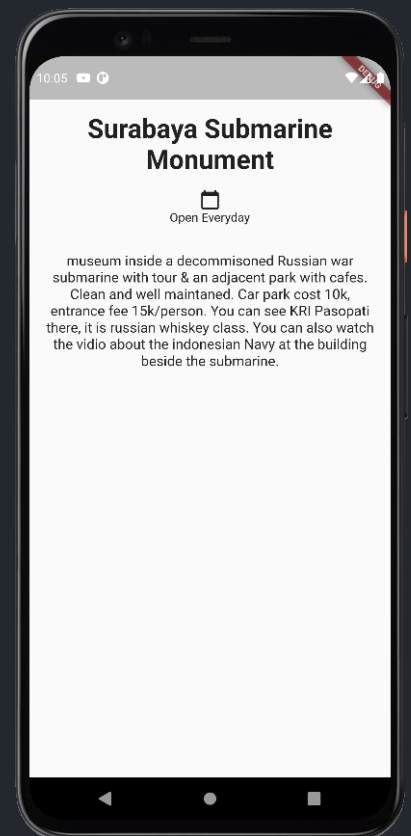 10:05
DEBUG
Surabaya Submarine
Monument
Open Everyday
museum inside a decommisoned Russian war
submarine with tour & an adjacent park with cafes.
Clean and well maintaned. Car park cost 10k,
entrance fee 15k/person. You can see KRI Pasopati
there, it is russian whiskey class. You can also watch
the vidio about the indonesian Navy at the building
beside the submarine.